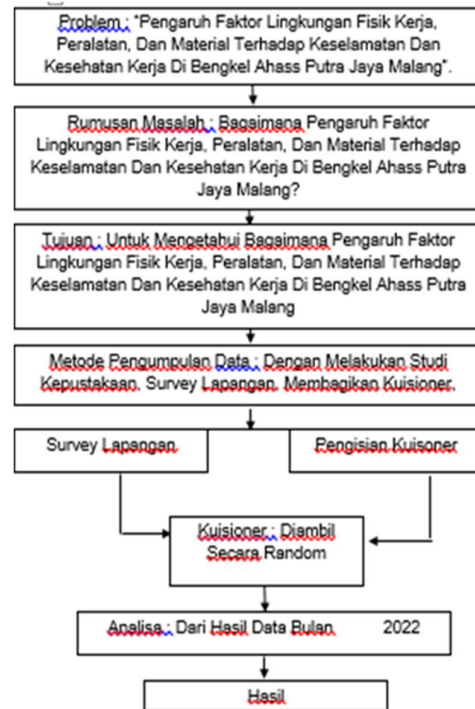 Problem : "Pengaruh Faktor Lingkungan Fisik Kerja,
Peralatan, Dan Material Terhadap Keselamatan Dan
Kesehatan Kerja Di Bengkel Ahass Putra Jaya Malang".
Rumusan Masalah : Bagaimana Pengaruh Faktor
Lingkungan Fisik Kerja, Peralatan, Dan Material Terhadap
Keselamatan Dan Kesehatan Kerja Di Bengkel Ahass Putra
Jaya Malang?
Tujuan : Untuk Mengetahui Bagaimana Pengaruh Faktor
Lingkungan Fisik Kerja, Peralatan, Dan Material Terhadap
Keselamatan Dan Kesehatan Kerja Di Bengkel Ahass Putra
Jaya Malang
Metode Pengumpulan Data : Dengan Melakukan Studi
Kepustakaan, Survey Lapangan, Membagikan Kuisioner,
Survey Lapangan,
Pengisian Kuisoner
Kuisioner : Diambil
Secara Random
Analisa : Dari Hasil Data Bulan 2022
Hasil